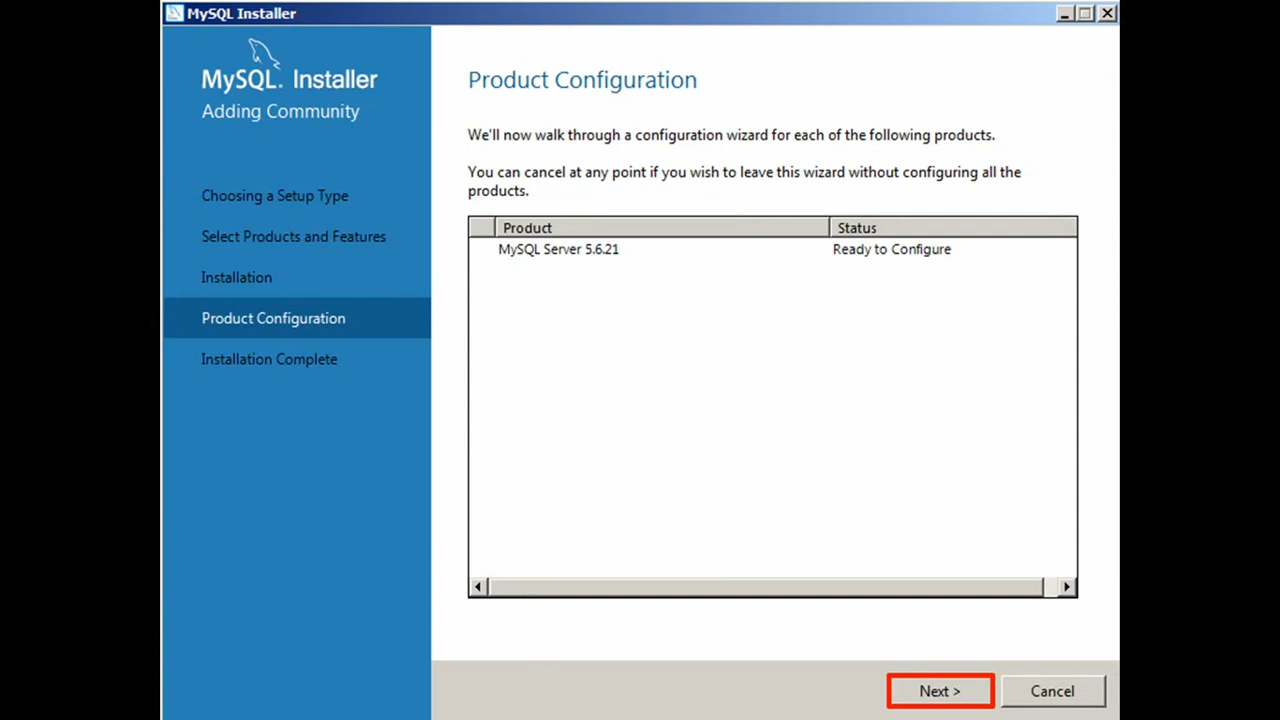 MySQL Installer
MySQL. Installer
Adding Community
Choosing a Setup Type
Select Products and Features
Installation
Product Configuration
Installation Complete
Product Configuration
We'll now walk through a configuration wizard for each of the following products.
You can cancel at any point if you wish to leave this wizard without configuring all the
products.
Product Status
MySQL Server 5.6.21 Ready to Configure
Next > Cancel